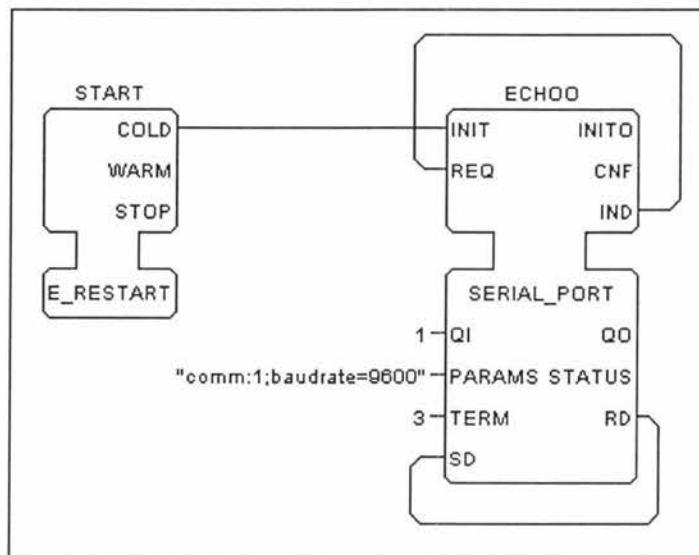 START
COLD
WARM
STOP
E_RESTART
ECHOO
INIT INITO
REQ CNF
IND
SERIAL_PORT
1 QI QO
"comm:1;baudrate=9600" PARAMS STATUS
3 TERM RD
SD